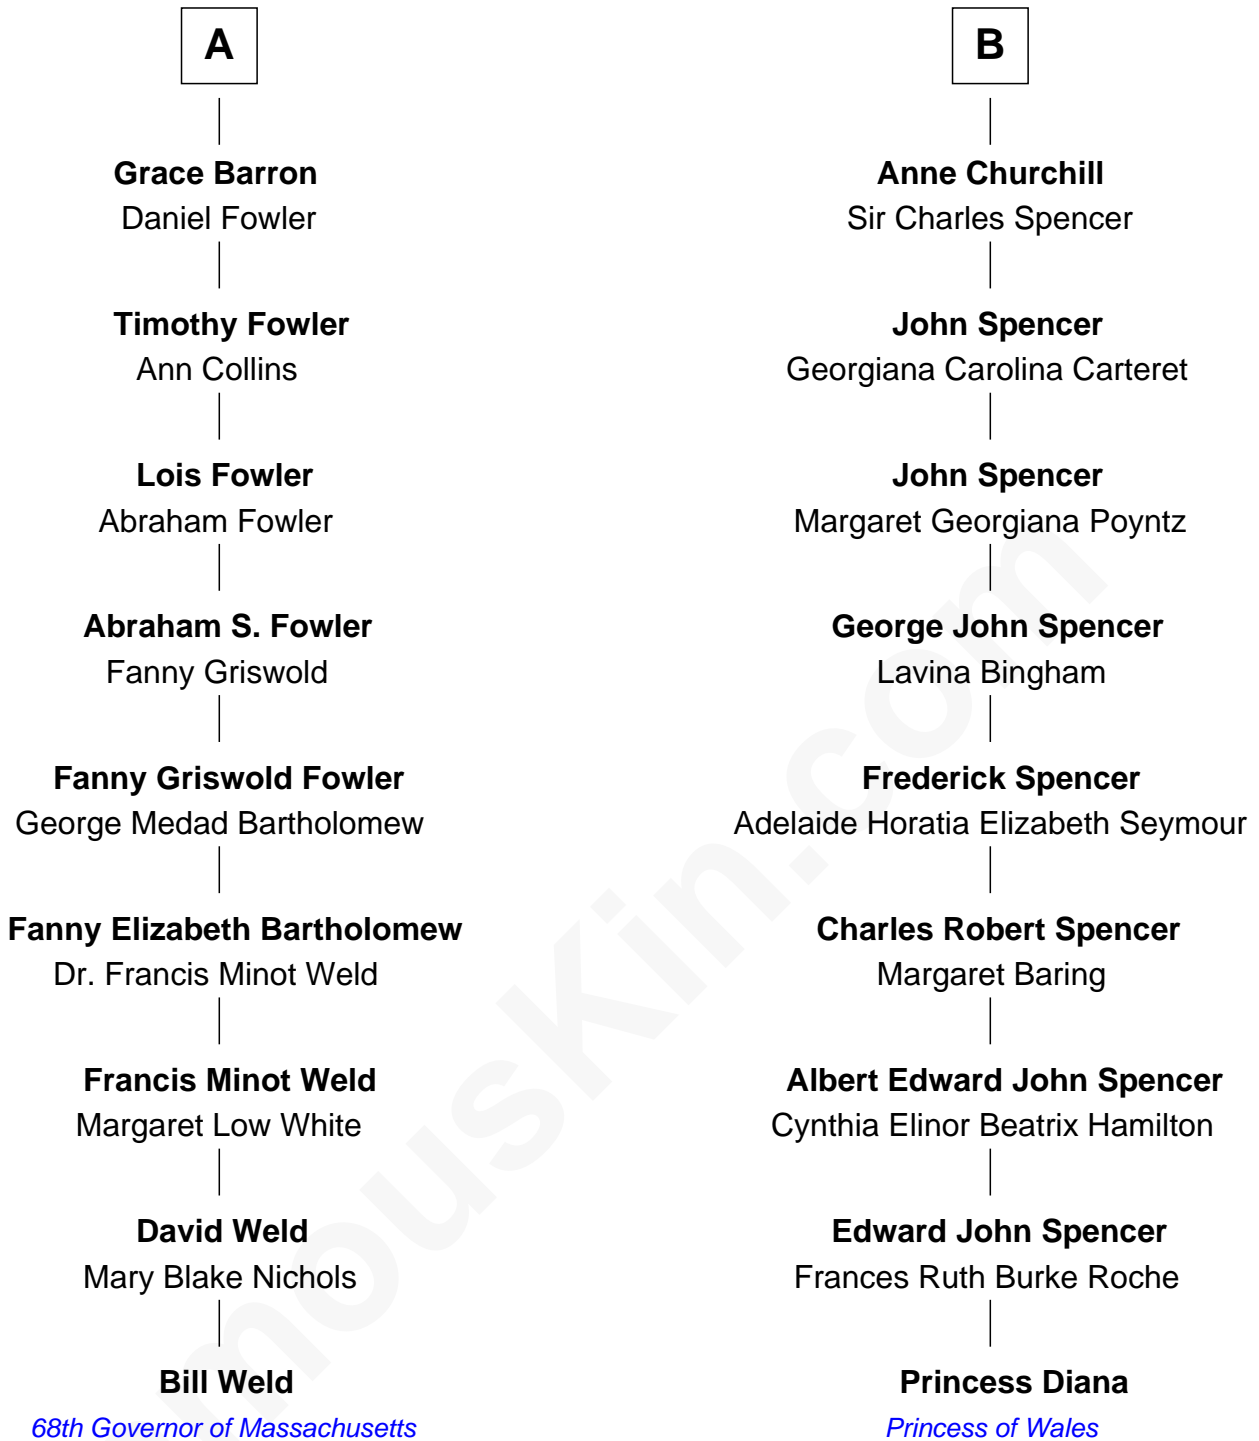 A
Grace Barron
Daniel Fowler
Timothy Fowler
Ann Collins
Lois Fowler
Abraham Fowler
Abraham S. Fowler
Fanny Griswold
Fanny Griswold Fowler
George Medad Bartholomew
Fanny Elizabeth Bartholomew
Dr. Francis Minot Weld
Francis Minot Weld
Margaret Low White
David Weld
Mary Blake Nichols
Bill Weld
68th Governor of Massachusetts
B
Anne Churchill
Sir Charles Spencer
John Spencer
Georgiana Carolina Carteret
John Spencer
Margaret Georgiana Poyntz
George John Spencer
Lavina Bingham
Frederick Spencer
Adelaide Horatia Elizabeth Seymour
Charles Robert Spencer
Margaret Baring
Albert Edward John Spencer
Cynthia Elinor Beatrix Hamilton
Edward John Spencer
Frances Ruth Burke Roche
Princess Diana
Princess of Wales
mousKin.com